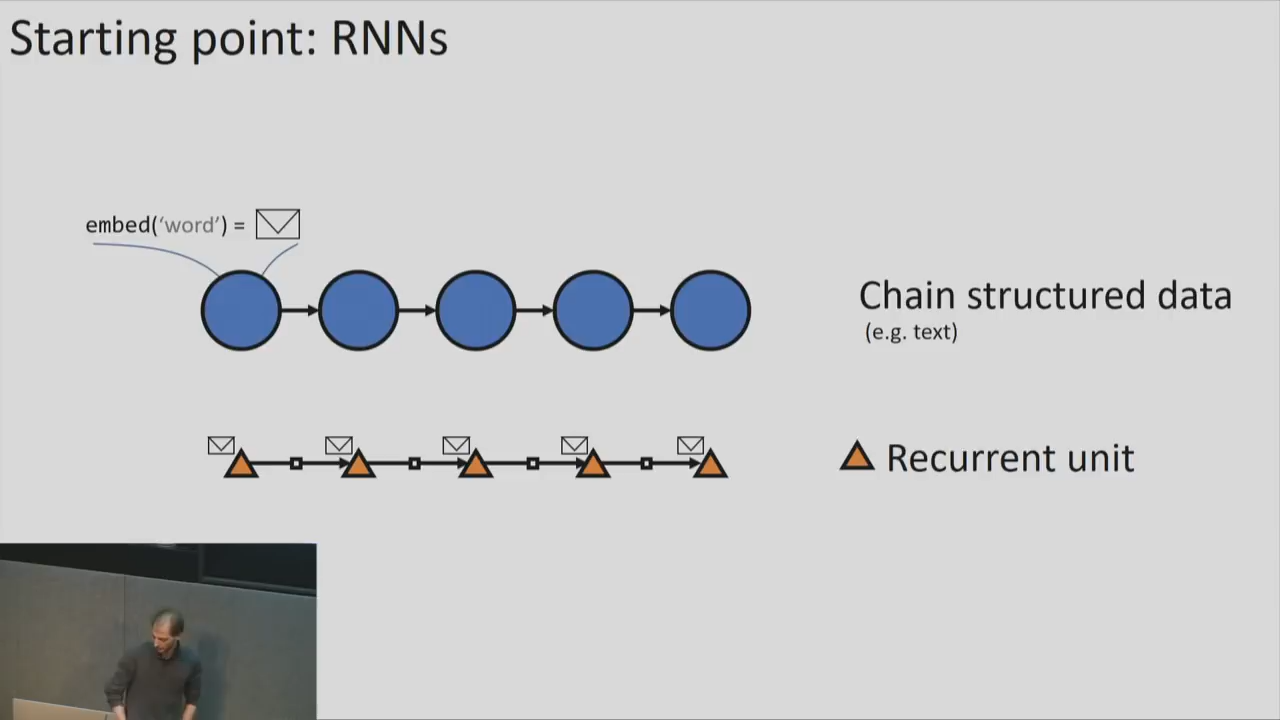 Starting point: RNNs
embed(‘word’) =
Chain structured data
(e.g. text)
Recurrent unit